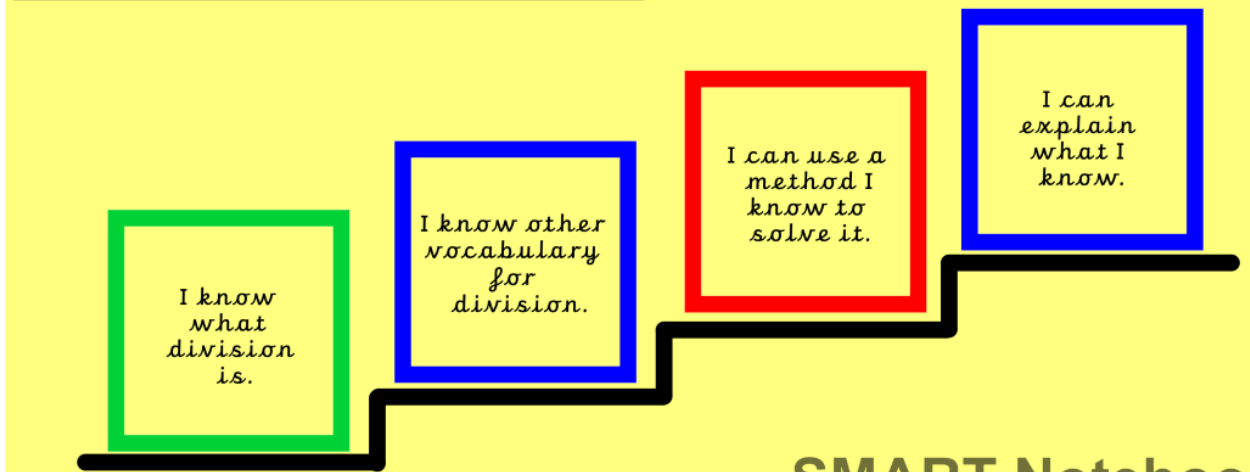 I know
what
division
is.
I know other
vocabulary
for
division.
I can use a
method I
know to
solve it.
I can
explain
what I
know.
SMART